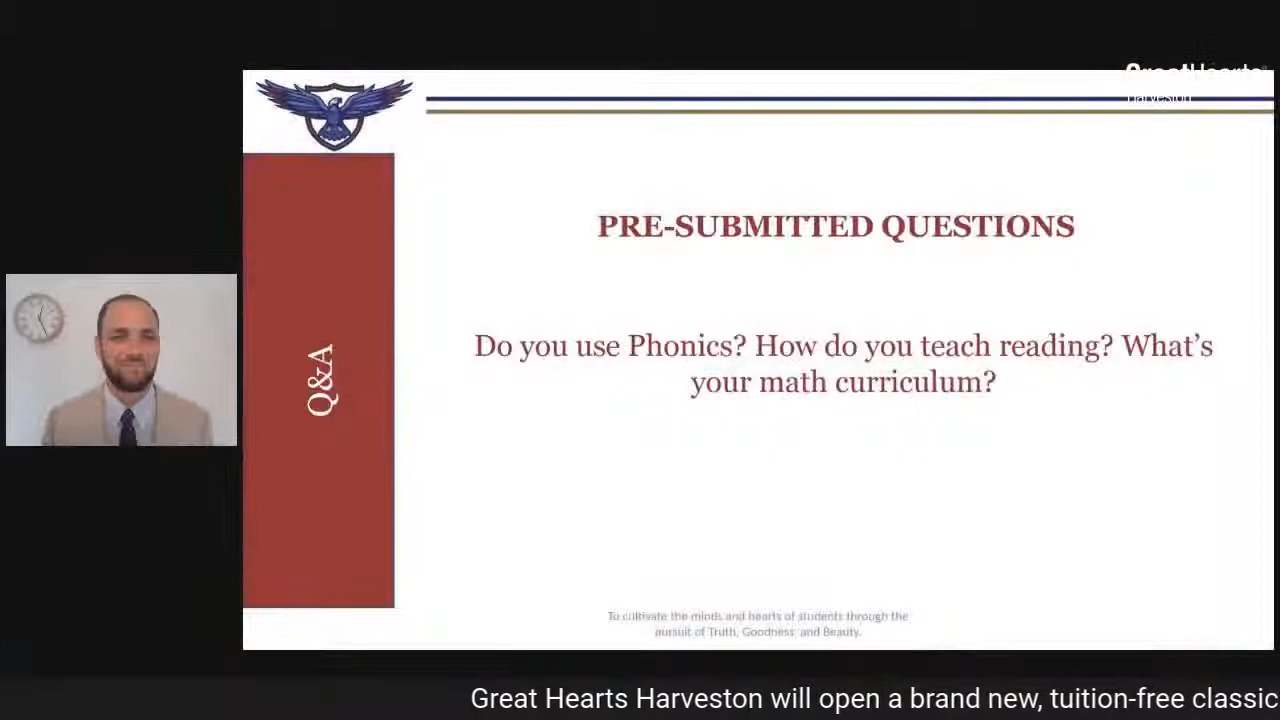 GreatHearts
Harveston
PRE-SUBMITTED QUESTIONS
Do you use Phonics? How do you teach reading? What's
your math curriculum?
Q&A
To cultivate the minds and hearts of students through the
pursuit of Truth, Goodness, and Beauty.
Great Hearts Harveston will open a brand new, tuition-free classic